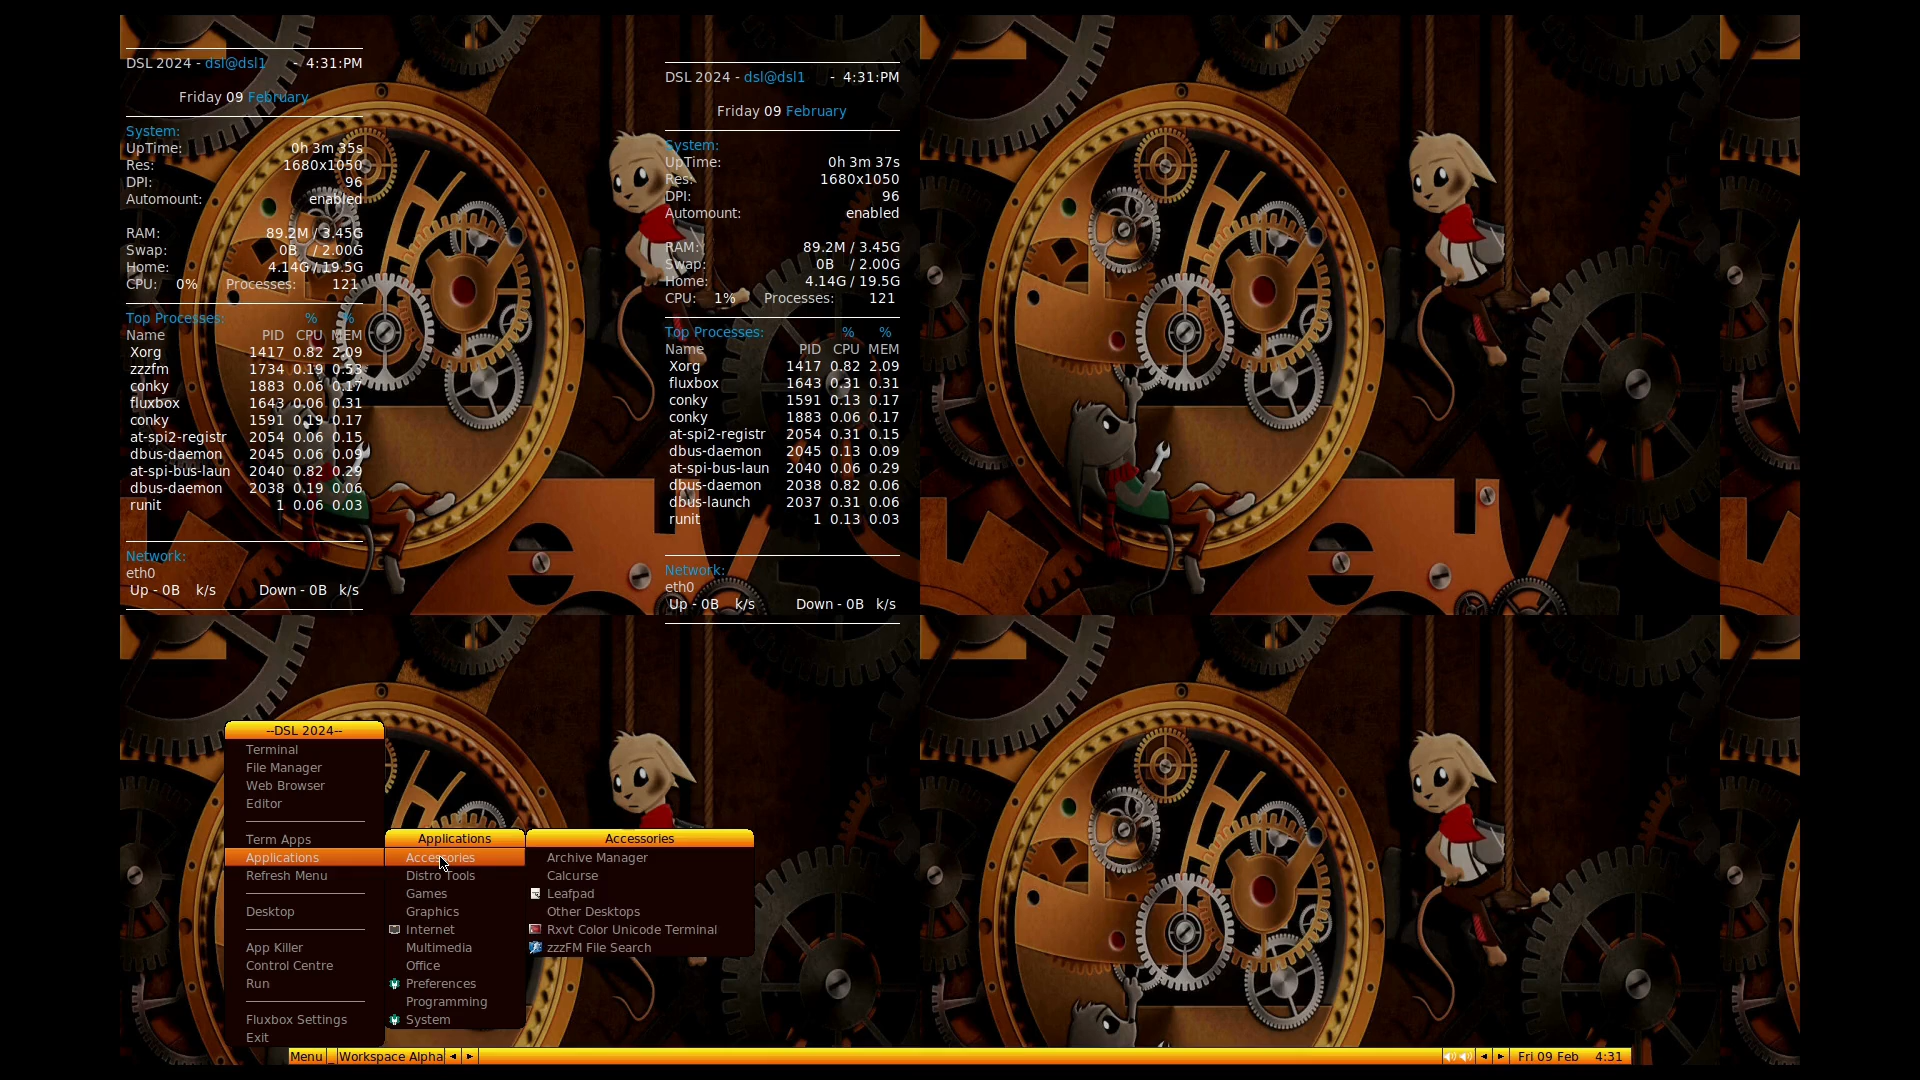 DSL 2024 - dsl@dsl1 - 4:31:PM
Friday 09 February
System:
UpTime: 0h 3m 35s
Res: 1680x1050
DPI: 96
Automount: enabled
RAM: 89.2M / 3.45G
Swap: 0B / 2.00G
Home: 4.14G / 19.5G
CPU: 0% Processes: 121
Top Processes: % %
Name PID CPU MEM
Xorg 1417 0.82 2.09
zzzfm 1734 0.19 0.53
conky 1883 0.06 0.17
fluxbox 1643 0.06 0.31
conky 1591 0.19 0.17
at-spi2-registr 2054 0.06 0.15
dbus-daemon 2045 0.06 0.09
at-spi-bus-laun 2040 0.82 0.29
dbus-daemon 2038 0.19 0.06
runit 1 0.06 0.03
Network:
eth0
Up - 0B k/s Down - 0B k/s
DSL 2024 - dsl@dsl1 - 4:31:PM
Friday 09 February
System:
UpTime: 0h 3m 37s
Res: 1680x1050
DPI: 96
Automount: enabled
RAM: 89.2M / 3.45G
Swap: 0B / 2.00G
Home: 4.14G / 19.5G
CPU: 1% Processes: 121
Top Processes: % %
Name PID CPU MEM
Xorg 1417 0.82 2.09
fluxbox 1643 0.31 0.31
conky 1591 0.13 0.17
conky 1883 0.06 0.17
at-spi2-registr 2054 0.31 0.15
dbus-daemon 2045 0.13 0.09
at-spi-bus-laun 2040 0.06 0.29
dbus-daemon 2038 0.82 0.06
dbus-launch 2037 0.31 0.06
runit 1 0.13 0.03
Network:
eth0
Up - 0B k/s Down - 0B k/s
--DSL 2024--
Terminal
File Manager
Web Browser
Editor
Term Apps
Applications
Refresh Menu
Desktop
App Killer
Control Centre
Run
Fluxbox Settings
Exit
Applications
Accessories
Distro Tools
Games
Graphics
Internet
Multimedia
Office
Preferences
Programming
System
Accessories
Archive Manager
Calcurse
Leafpad
Other Desktops
Rxvt Color Unicode Terminal
zzzFM File Search
Menu Workspace Alpha Fri 09 Feb 4:31